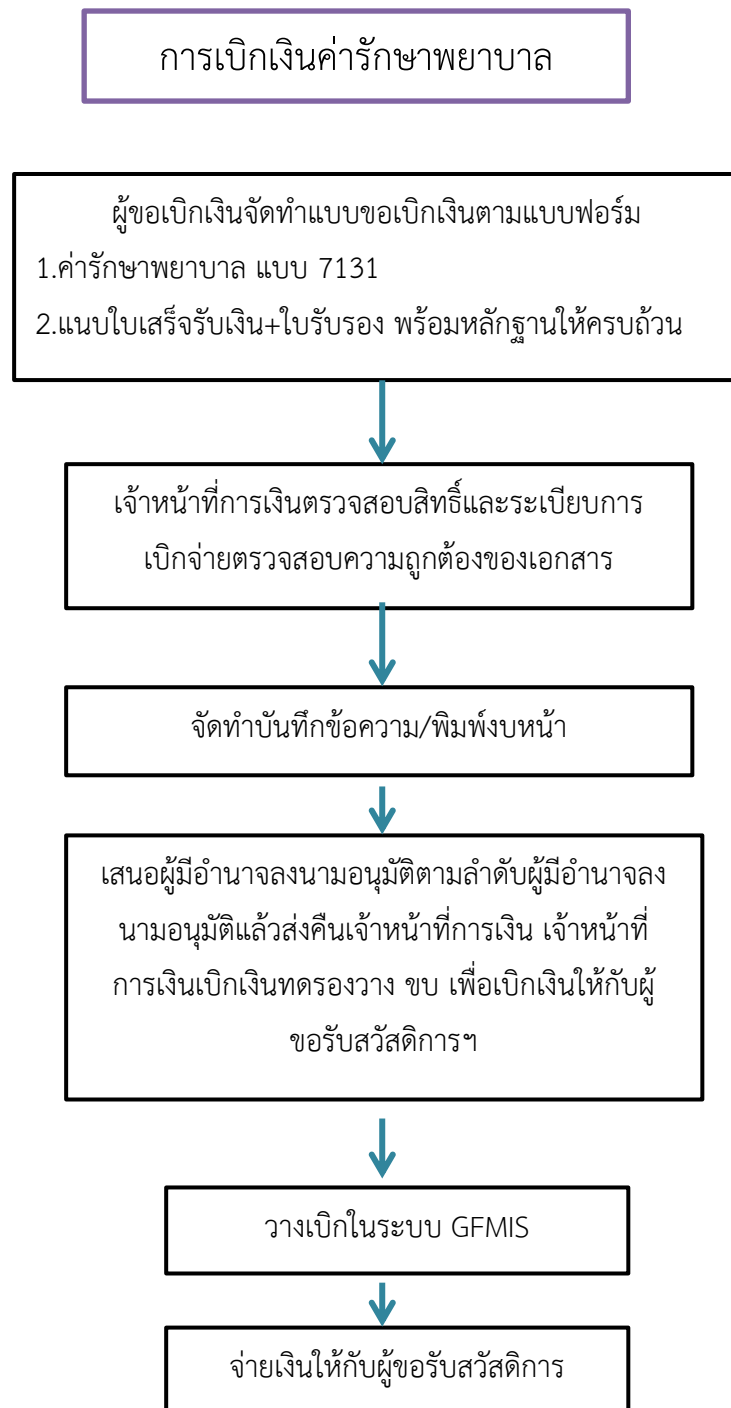 การเบิกเงินค่ารักษาพยาบาล
ผู้ขอเบิกเงินจัดทำแบบขอเบิกเงินตามแบบฟอร์ม
1.ค่ารักษาพยาบาล แบบ 7131
2.แนบใบเสร็จรับเงิน+ใบรับรอง พร้อมหลักฐานให้ครบถ้วน
เจ้าหน้าที่การเงินตรวจสอบสิทธิ์และระเบียบการ
เบิกจ่ายตรวจสอบความถูกต้องของเอกสาร
จัดทำบันทึกข้อความ/พิมพ์งบหน้า
เสนอผู้มีอำนาจลงนามอนุมัติตามลำดับผู้มีอำนาจลง
นามอนุมัติแล้วส่งคืนเจ้าหน้าที่การเงิน เจ้าหน้าที่
การเงินเบิกเงินทดรองวาง ขบ เพื่อเบิกเงินให้กับผู้
ขอรับสวัสดิการฯ
วางเบิกในระบบ GFMIS
จ่ายเงินให้กับผู้ขอรับสวัสดิการ